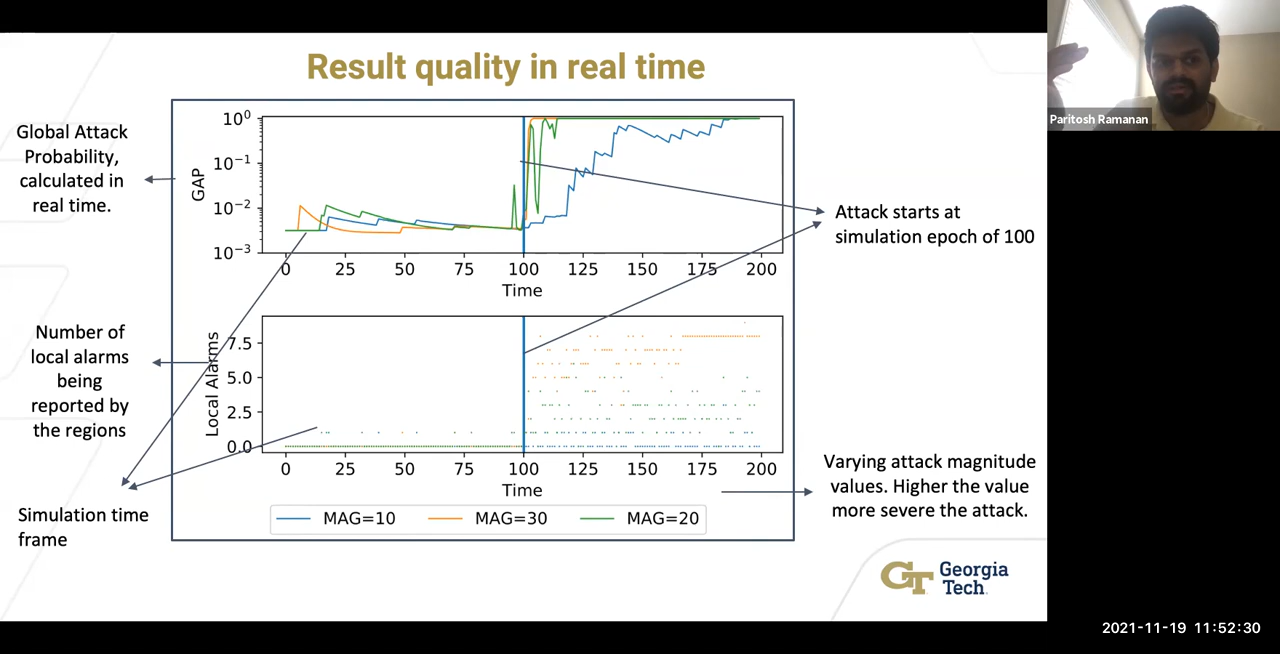 Result quality in real time
Paritosh Ramanan
Global Attack
Probability,
calculated in
real time.
GAP
10⁰
10⁻¹
10⁻²
10⁻³
0 25 50 75 100 125 150 175 200
Time
Attack starts at
simulation epoch of 100
Number of
local alarms
being
reported by
the regions
Local Alarms
7.5
5.0
2.5
0.0
0 25 50 75 100 125 150 175 200
Time
MAG=10 MAG=30 MAG=20
Simulation time
frame
Varying attack magnitude
values. Higher the value
more severe the attack.
GT Georgia
Tech
2021-11-19 11:52:30